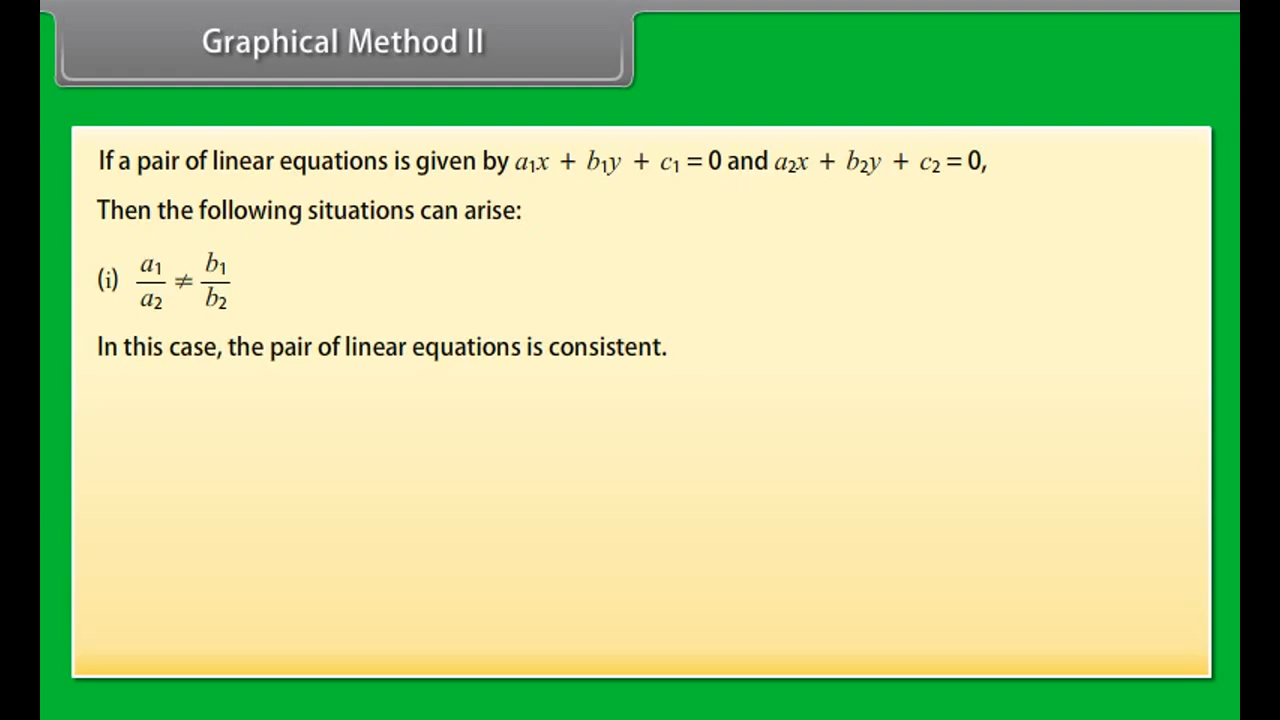 Graphical Method II
If a pair of linear equations is given by a₁x + b₁y + c₁ = 0 and a₂x + b₂y + c₂ = 0,
Then the following situations can arise:
(i) a₁/a₂ ≠ b₁/b₂
In this case, the pair of linear equations is consistent.